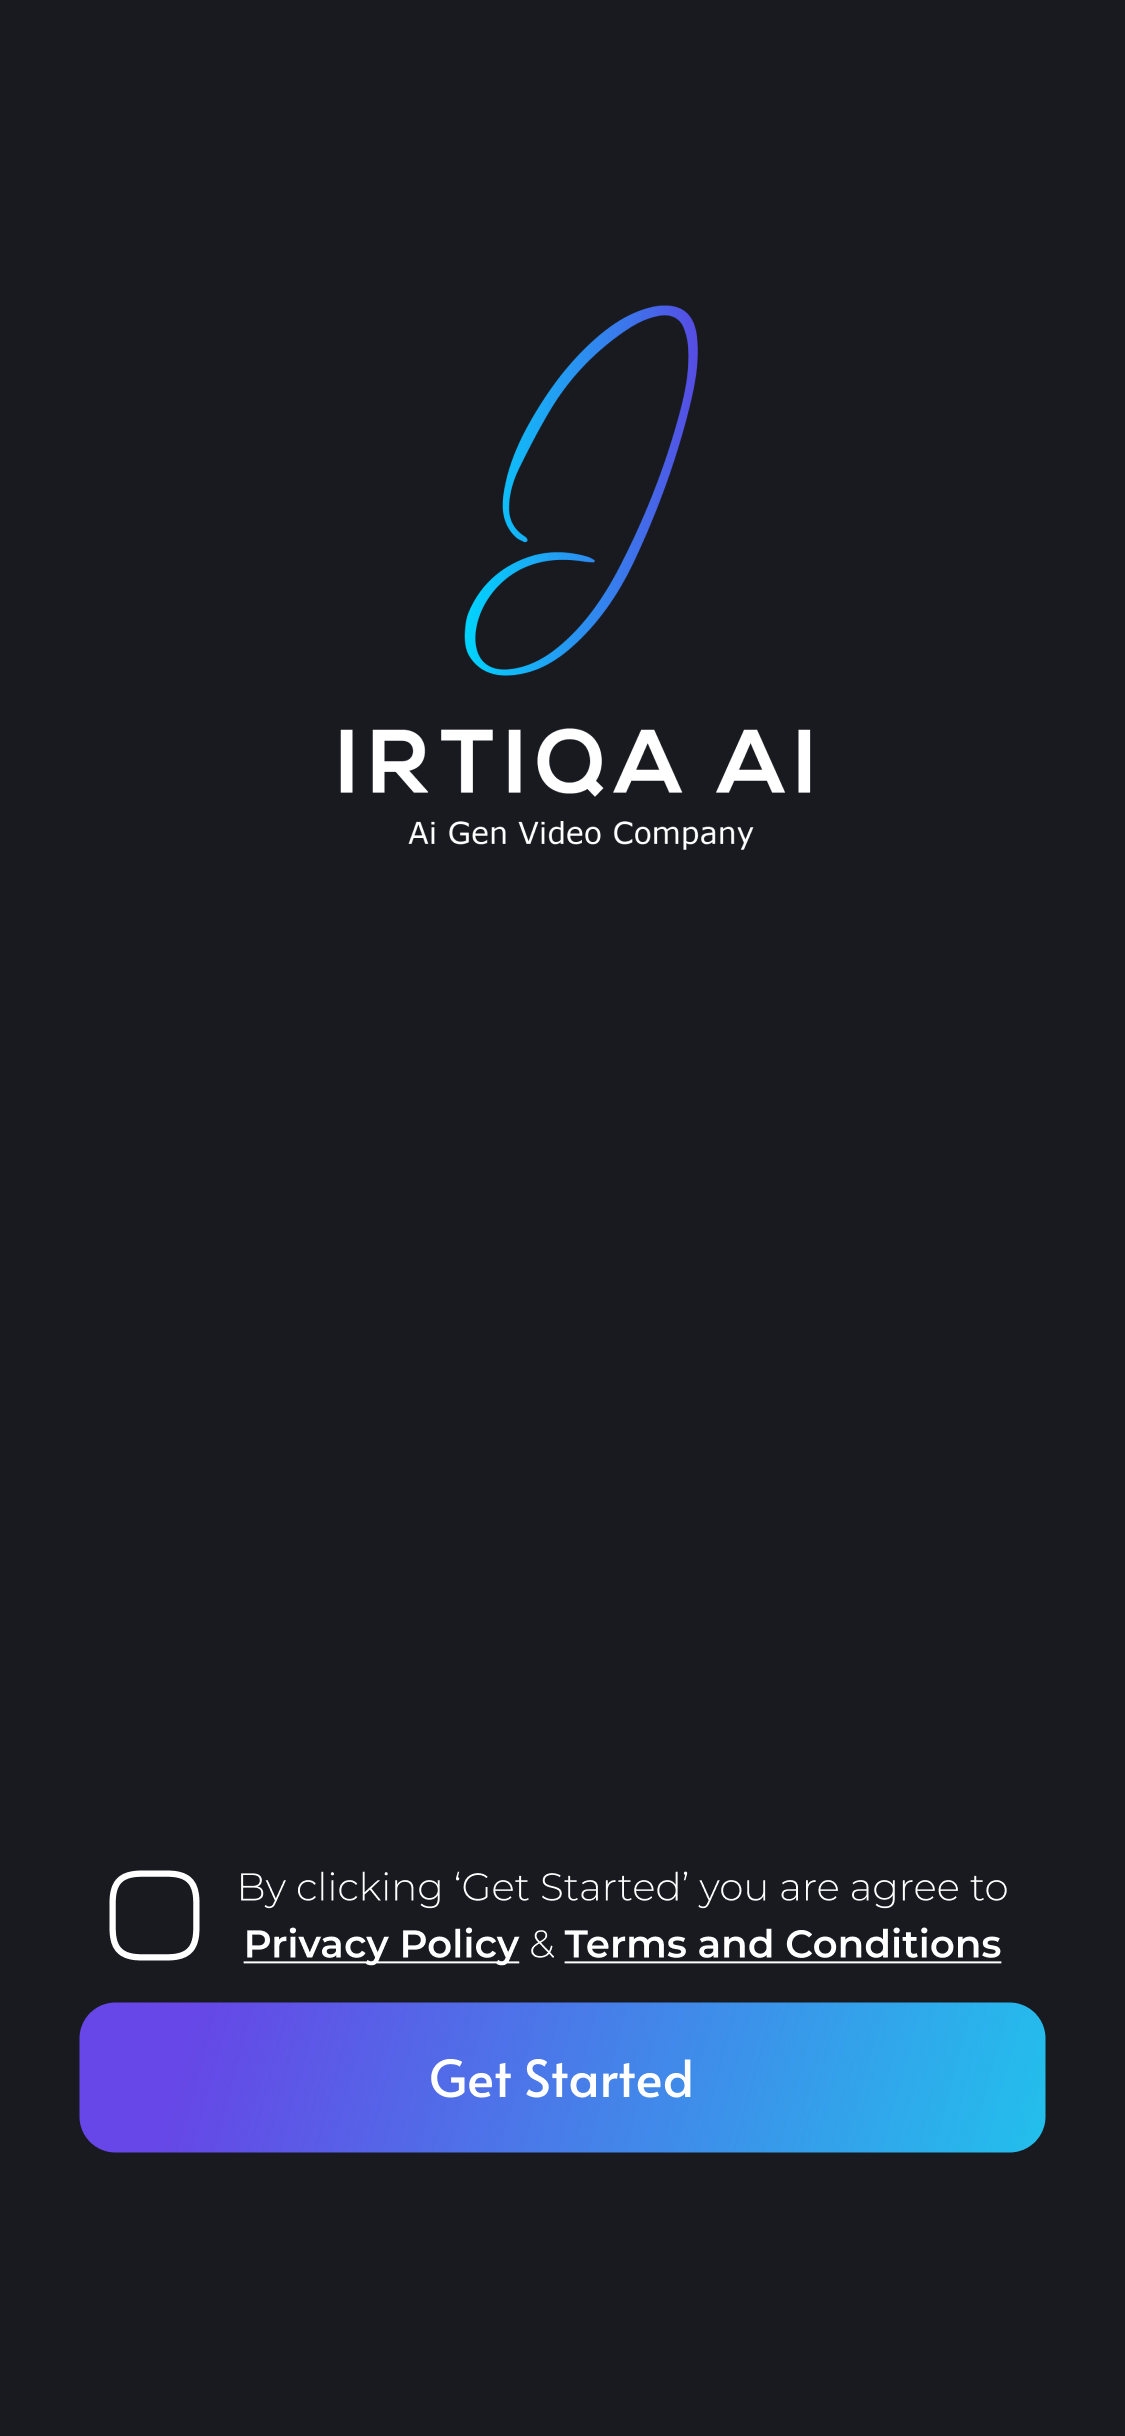 IRTIQA AI
Ai Gen Video Company
By clicking ‘Get Started’ you are agree to
Privacy Policy & Terms and Conditions
Get Started